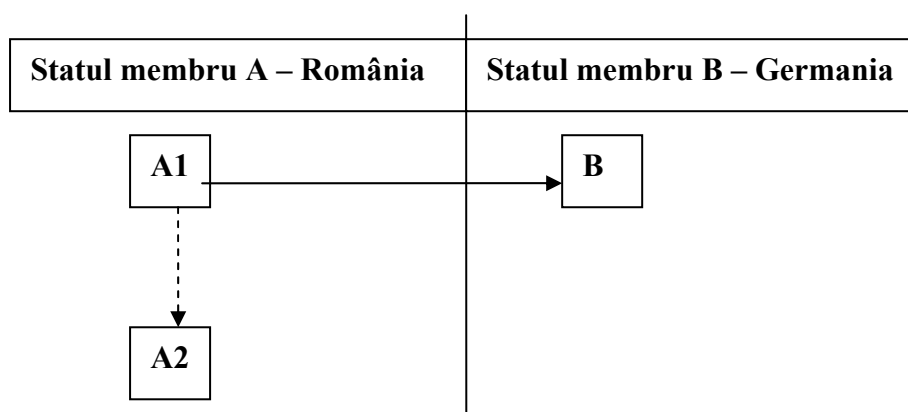 Statul membru A – România
Statul membru B – Germania
A1
B
A2